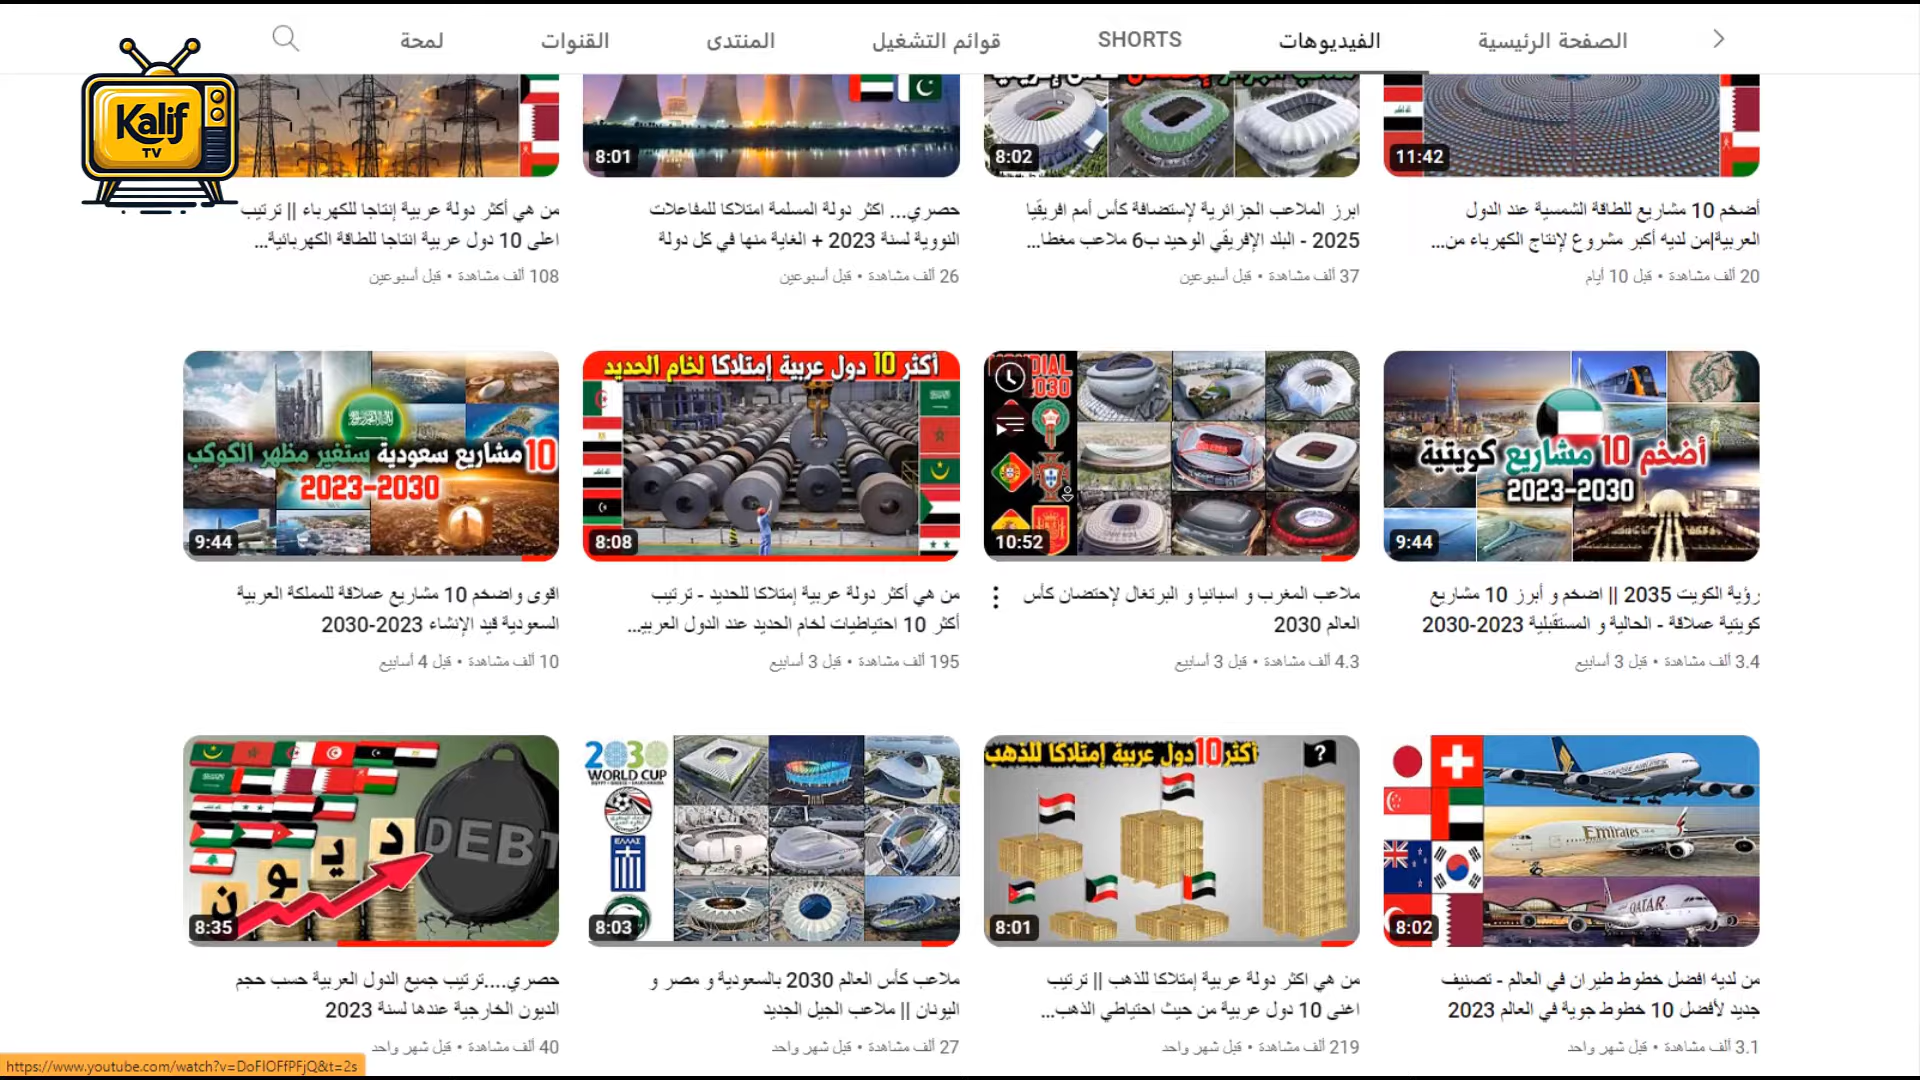 الصفحة الرئيسية
الفيديوهات
SHORTS
قوائم التشغيل
المنتدى
القنوات
لمحة
Kalif
TV
11:42
8:02
8:01
أضخم 10 مشاريع للطاقة الشمسية عند الدول
العربية|من لديه أكبر مشروع لإنتاج الكهرباء من...
20 ألف مشاهدة • قبل 10 أيام
ابرز الملاعب الجزائرية لإستضافة كأس أمم افريقيا
2025 - البلد الإفريقي الوحيد ب6 ملاعب مغطا...
37 ألف مشاهدة • قبل أسبوعين
حصري... اكثر دولة المسلمة امتلاكا للمفاعلات
النووية لسنة 2023 + الغاية منها في كل دولة
26 ألف مشاهدة • قبل أسبوعين
من هي أكثر دولة عربية إنتاجا للكهرباء || ترتيب
اعلى 10 دول عربية انتاجا للطاقة الكهربائية...
108 ألف مشاهدة • قبل أسبوعين
أضخم 10 مشاريع كويتية
2023-2030
9:44
10:52
أكثر 10 دول عربية إمتلاكا لخام الحديد
8:08
10 مشاريع سعودية ستغير مظهر الكوكب
2023-2030
9:44
رؤية الكويت 2035 || اضخم و أبرز 10 مشاريع
كويتية عملاقة - الحالية و المستقبلية 2023-2030
3.4 ألف مشاهدة • قبل 3 أسابيع
ملاعب المغرب و اسبانيا و البرتغال لإحتضان كأس
العالم 2030
4.3 ألف مشاهدة • قبل 3 أسابيع
من هي أكثر دولة عربية إمتلاكا للحديد - ترتيب
أكثر 10 احتياطيات لخام الحديد عند الدول العربي...
195 ألف مشاهدة • قبل 3 أسابيع
اقوى واضخم 10 مشاريع عملاقة للمملكة العربية
السعودية قيد الإنشاء 2023-2030
10 ألف مشاهدة • قبل 4 أسابيع
Emirates
QATAR
8:02
أكثر 10 دول عربية إمتلاكا للذهب
?
8:01
2030
WORLD CUP
8:03
ديون
DEBT
8:35
من لديه افضل خطوط طيران في العالم - تصنيف
جديد لأفضل 10 خطوط جوية في العالم 2023
3.1 ألف مشاهدة • قبل شهر واحد
من هي اكثر دولة عربية إمتلاكا للذهب || ترتيب
اغنى 10 دول عربية من حيث احتياطي الذهب...
219 ألف مشاهدة • قبل شهر واحد
ملاعب كأس العالم 2030 بالسعودية و مصر و
اليونان || ملاعب الجيل الجديد
27 ألف مشاهدة • قبل شهر واحد
حصري....ترتيب جميع الدول العربية حسب حجم
الديون الخارجية عندها لسنة 2023
40 ألف مشاهدة • قبل شهر واحد
https://www.youtube.com/watch?v=DoFlOFfPFjQ&t=2s